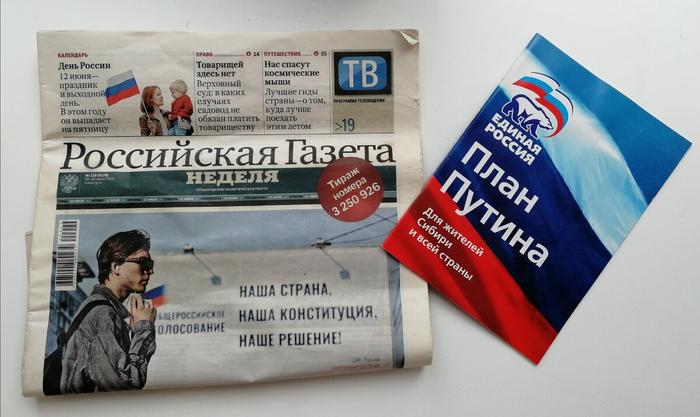 КАЛЕНДАРЬ
День России
12 июня—
праздник
и выходной
день.
В этом году
он выпадает
на пятницу
ПРАВО 14
Товарищей
здесь нет
Верховный
суд: в каких
случаях
садовод не
обязан платить
товариществу
ПУТЕШЕСТВИЯ 35
Нас спасут
космические
мыши
Лучшие гиды
страны—о том,
куда лучше
поехать
этим летом
ТВ
ПРОГРАММА ТЕЛЕВИДЕНИЯ
>19
Российская Газета
НЕДЕЛЯ
Общественно-политическая газета
Тираж
номера
3 250 926
ОБЩЕРОССИЙСКОЕ
ГОЛОСОВАНИЕ
НАША СТРАНА,
НАША КОНСТИТУЦИЯ,
НАШЕ РЕШЕНИЕ!
ЕДИНАЯ
РОССИЯ
План
Путина
Для жителей
Сибири
и всей страны